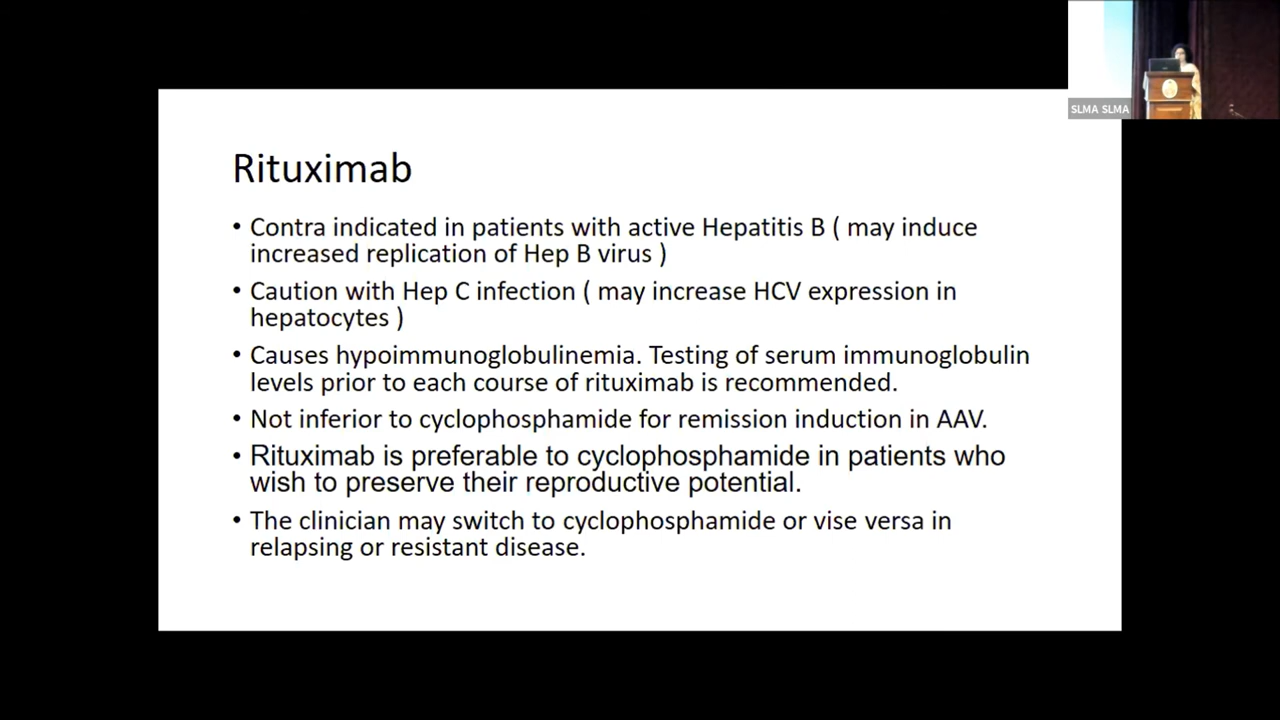 SLMA SLMA
Rituximab
• Contra indicated in patients with active Hepatitis B ( may induce
increased replication of Hep B virus )
• Caution with Hep C infection ( may increase HCV expression in
hepatocytes )
• Causes hypoimmunoglobulinemia. Testing of serum immunoglobulin
levels prior to each course of rituximab is recommended.
• Not inferior to cyclophosphamide for remission induction in AAV.
• Rituximab is preferable to cyclophosphamide in patients who
wish to preserve their reproductive potential.
• The clinician may switch to cyclophosphamide or vise versa in
relapsing or resistant disease.